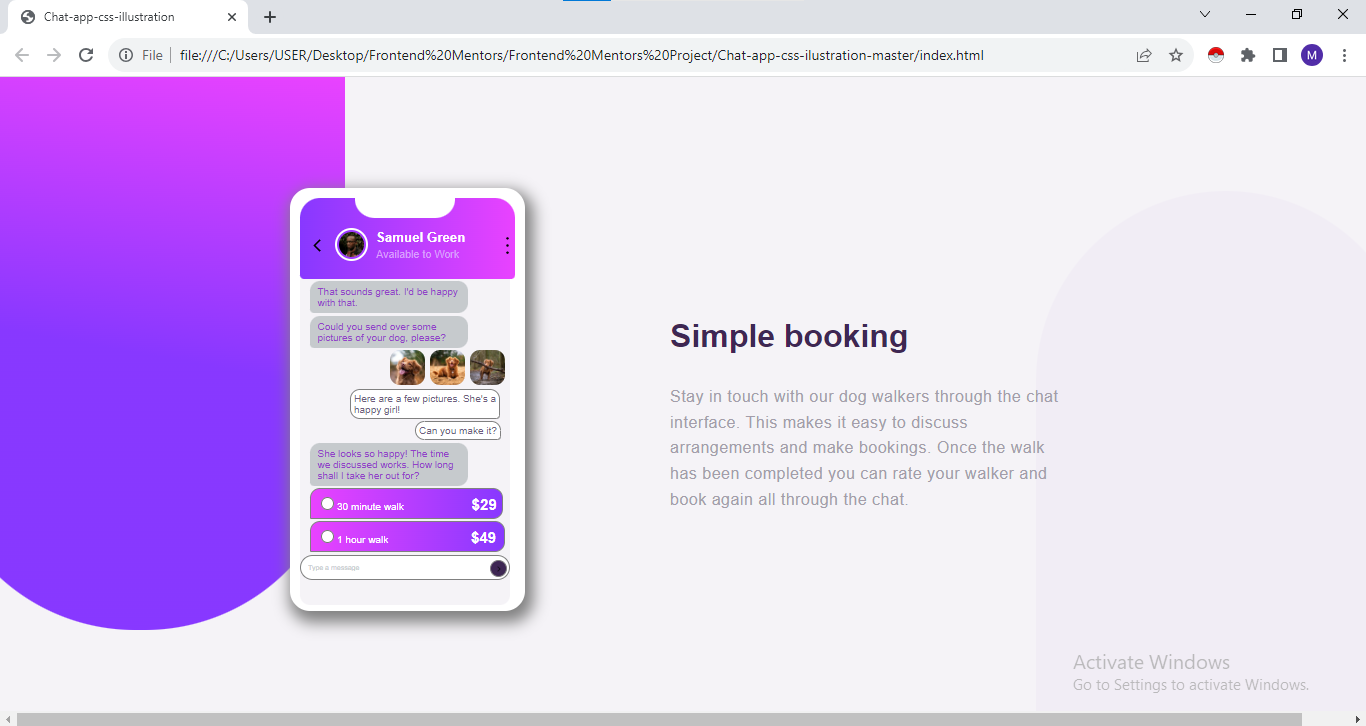 Chat-app-css-illustration
File
file:///C:/Users/USER/Desktop/Frontend%20Mentors/Frontend%20Mentors%20Project/Chat-app-css-ilustration-master/index.html
M
Samuel Green
Available to Work
That sounds great. I'd be happy
with that.
Could you send over some
pictures of your dog, please?
Here are a few pictures. She's a
happy girl!
Can you make it?
She looks so happy! The time
we discussed works. How long
shall I take her out for?
30 minute walk $29
1 hour walk $49
Type a message
Simple booking
Stay in touch with our dog walkers through the chat
interface. This makes it easy to discuss
arrangements and make bookings. Once the walk
has been completed you can rate your walker and
book again all through the chat.
Activate Windows
Go to Settings to activate Windows.